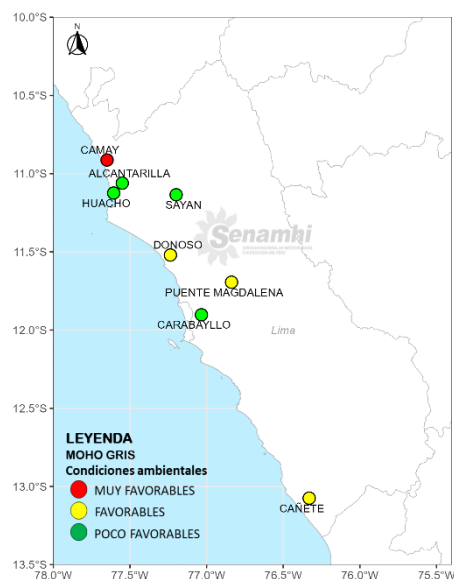 N
10.0°S
10.5°S
11.0°S
11.5°S
12.0°S
12.5°S
13.0°S
13.5°S
CAMAY
ALCANTARILLA
HUACHO
SAYAN
Senamhi
DONOSO
PUENTE MAGDALENA
CARABAYLLO
Lima
CAÑETE
LEYENDA
MOHO GRIS
Condiciones ambientales
MUY FAVORABLES
FAVORABLES
POCO FAVORABLES
78.0°W 77.5°W 77.0°W 76.5°W 76.0°W 75.5°W